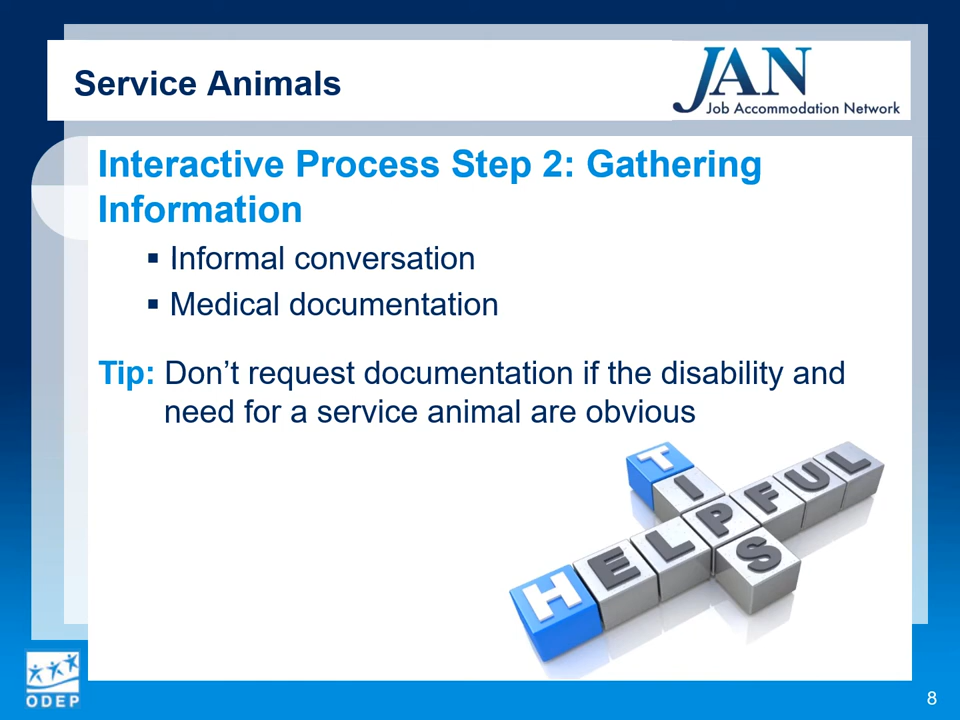 Service Animals
JAN
Job Accommodation Network
Interactive Process Step 2: Gathering
Information
▪ Informal conversation
▪ Medical documentation
Tip: Don’t request documentation if the disability and
need for a service animal are obvious
TIPS
HELPFUL
ODEP
8